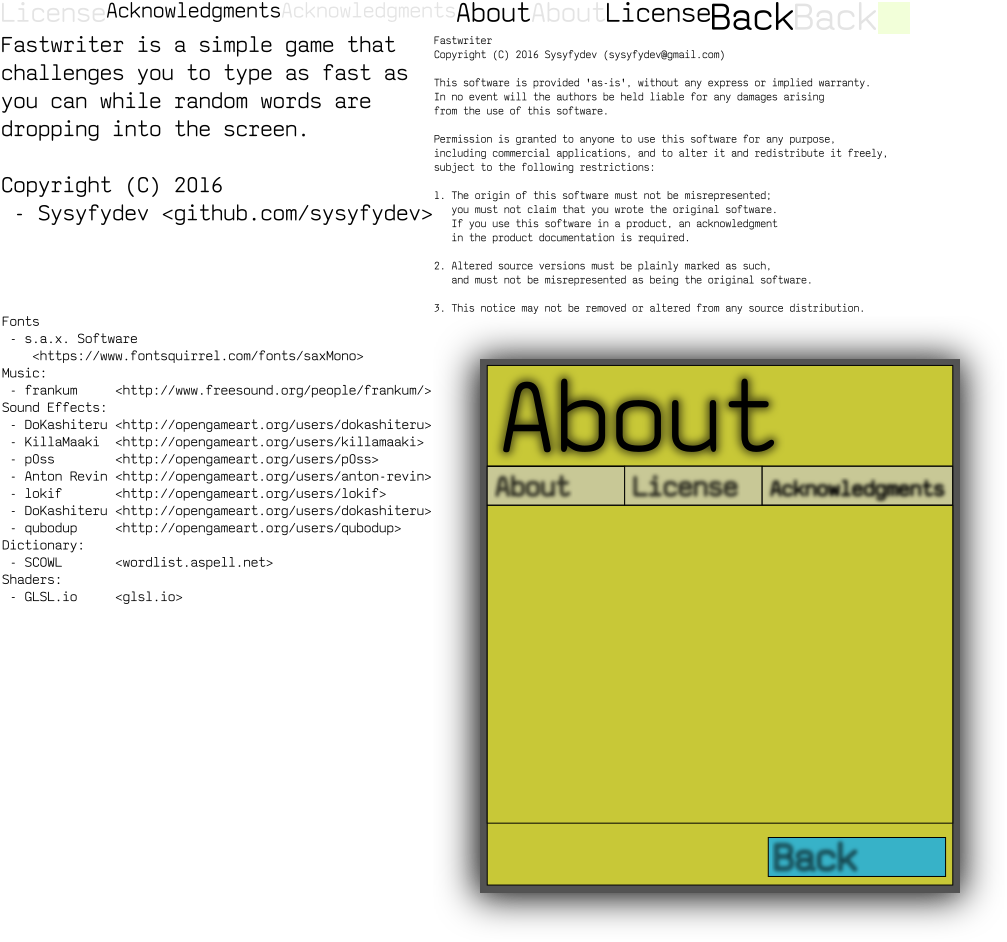 License Acknowledgments Acknowledgments About About License Back Back
Fastwriter is a simple game that
challenges you to type as fast as
you can while random words are
dropping into the screen.
Copyright (C) 2016
- Sysyfydev <github.com/sysyfydev>
Fastwriter
Copyright (C) 2016 Sysyfydev (sysyfydev@gmail.com)
This software is provided 'as-is', without any express or implied warranty.
In no event will the authors be held liable for any damages arising
from the use of this software.
Permission is granted to anyone to use this software for any purpose,
including commercial applications, and to alter it and redistribute it freely,
subject to the following restrictions:
1. The origin of this software must not be misrepresented;
you must not claim that you wrote the original software.
If you use this software in a product, an acknowledgment
in the product documentation is required.
2. Altered source versions must be plainly marked as such,
and must not be misrepresented as being the original software.
3. This notice may not be removed or altered from any source distribution.
Fonts
- s.a.x. Software
<https://www.fontsquirrel.com/fonts/saxMono>
Music:
- frankum <http://www.freesound.org/people/frankum/>
Sound Effects:
- DoKashiteru <http://opengameart.org/users/dokashiteru>
- KillaMaaki <http://opengameart.org/users/killamaaki>
- p0ss <http://opengameart.org/users/p0ss>
- Anton Revin <http://opengameart.org/users/anton-revin>
- lokif <http://opengameart.org/users/lokif>
- DoKashiteru <http://opengameart.org/users/dokashiteru>
- qubodup <http://opengameart.org/users/qubodup>
Dictionary:
- SCOWL <wordlist.aspell.net>
Shaders:
- GLSL.io <glsl.io>
About
About License Acknowledgments
Back